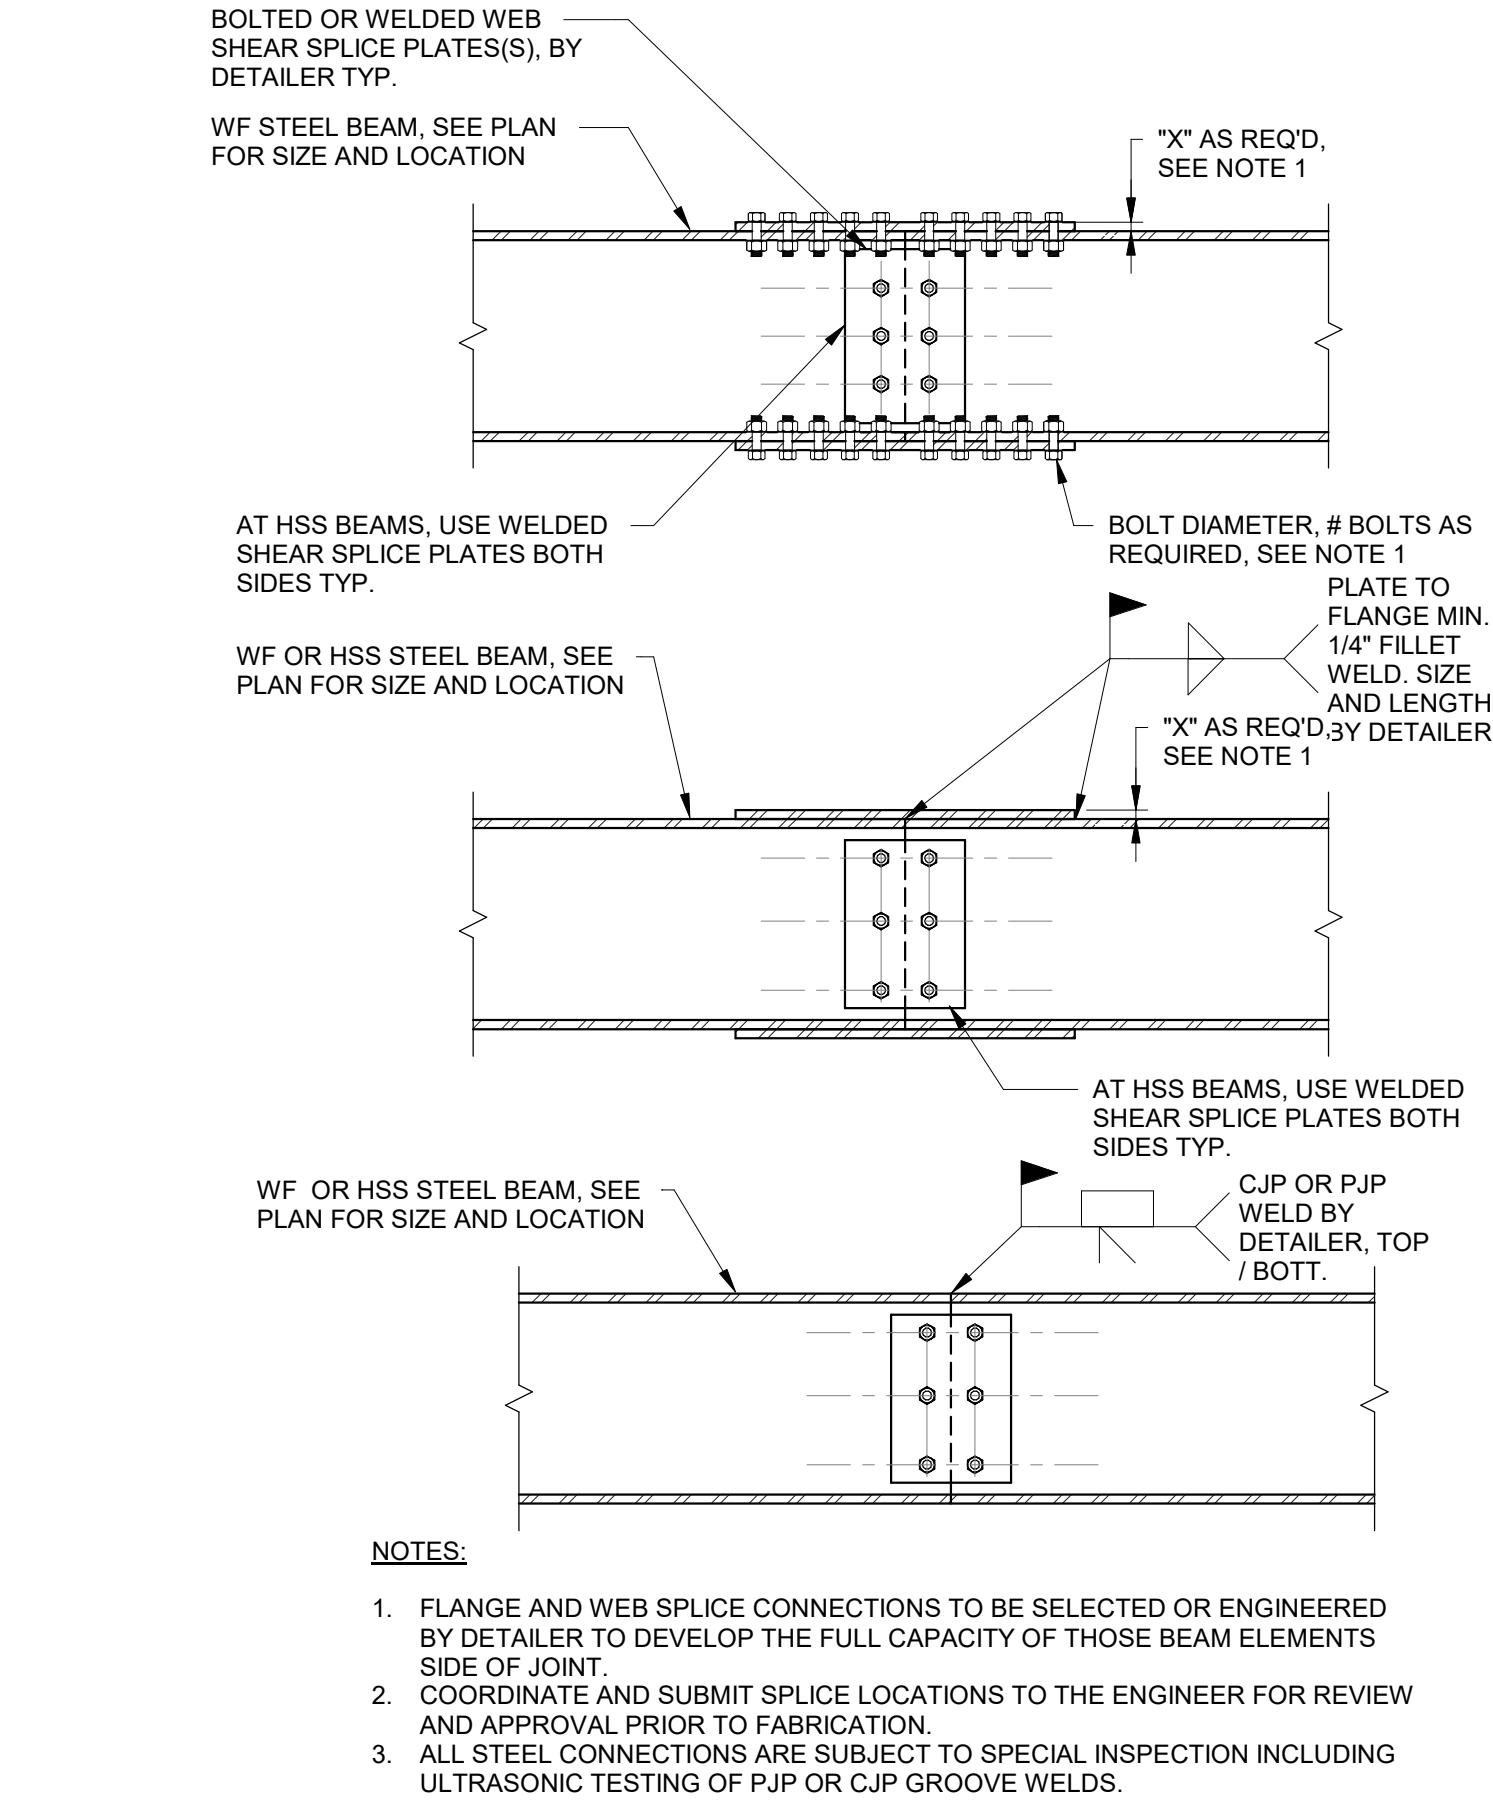 BOLTED OR WELDED WEB
SHEAR SPLICE PLATES(S), BY
DETAILER TYP.
WF STEEL BEAM, SEE PLAN
FOR SIZE AND LOCATION
"X" AS REQ'D,
SEE NOTE 1
AT HSS BEAMS, USE WELDED
SHEAR SPLICE PLATES BOTH
SIDES TYP.
BOLT DIAMETER, # BOLTS AS
REQUIRED, SEE NOTE 1
PLATE TO
FLANGE MIN.
1/4" FILLET
WELD. SIZE
AND LENGTH
BY DETAILER
WF OR HSS STEEL BEAM, SEE
PLAN FOR SIZE AND LOCATION
"X" AS REQ'D,
SEE NOTE 1
AT HSS BEAMS, USE WELDED
SHEAR SPLICE PLATES BOTH
SIDES TYP.
WF OR HSS STEEL BEAM, SEE
PLAN FOR SIZE AND LOCATION
CJP OR PJP
WELD BY
DETAILER, TOP
/ BOTT.
NOTES:
1. FLANGE AND WEB SPLICE CONNECTIONS TO BE SELECTED OR ENGINEERED
BY DETAILER TO DEVELOP THE FULL CAPACITY OF THOSE BEAM ELEMENTS
SIDE OF JOINT.
2. COORDINATE AND SUBMIT SPLICE LOCATIONS TO THE ENGINEER FOR REVIEW
AND APPROVAL PRIOR TO FABRICATION.
3. ALL STEEL CONNECTIONS ARE SUBJECT TO SPECIAL INSPECTION INCLUDING
ULTRASONIC TESTING OF PJP OR CJP GROOVE WELDS.